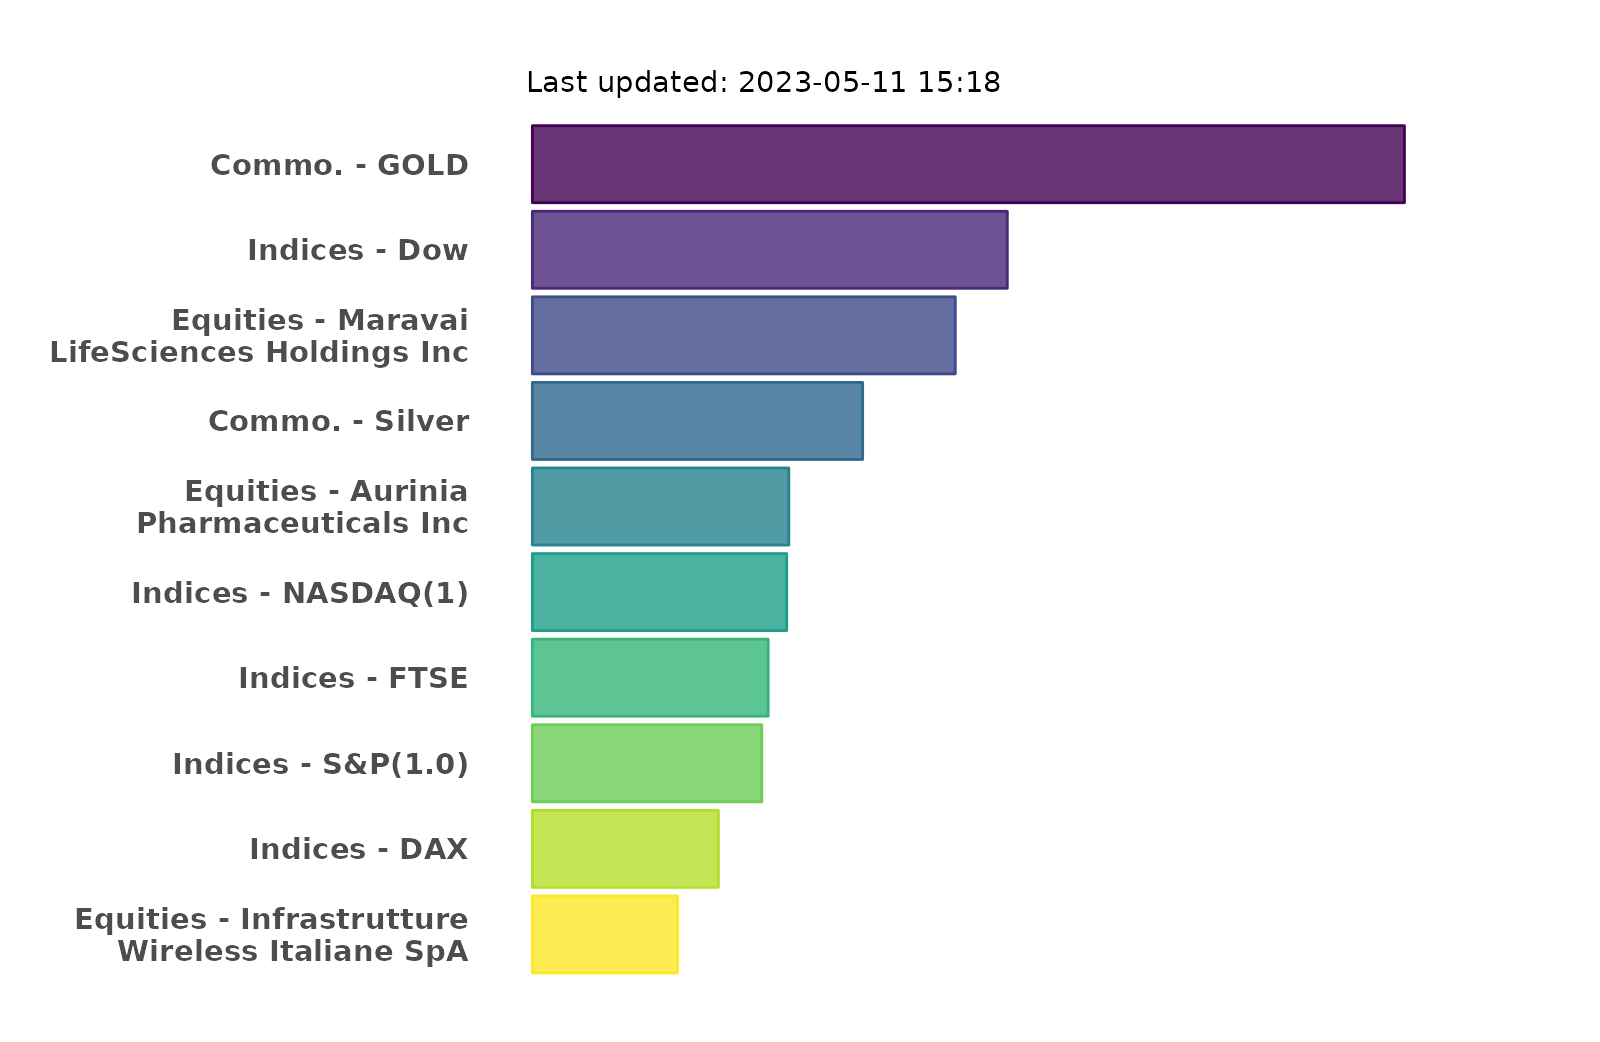 Last updated: 2023-05-11 15:18
Commo. - GOLD
Indices - Dow
Equities - Maravai
LifeSciences Holdings Inc
Commo. - Silver
Equities - Aurinia
Pharmaceuticals Inc
Indices - NASDAQ(1)
Indices - FTSE
Indices - S&P(1.0)
Indices - DAX
Equities - Infrastrutture
Wireless Italiane SpA